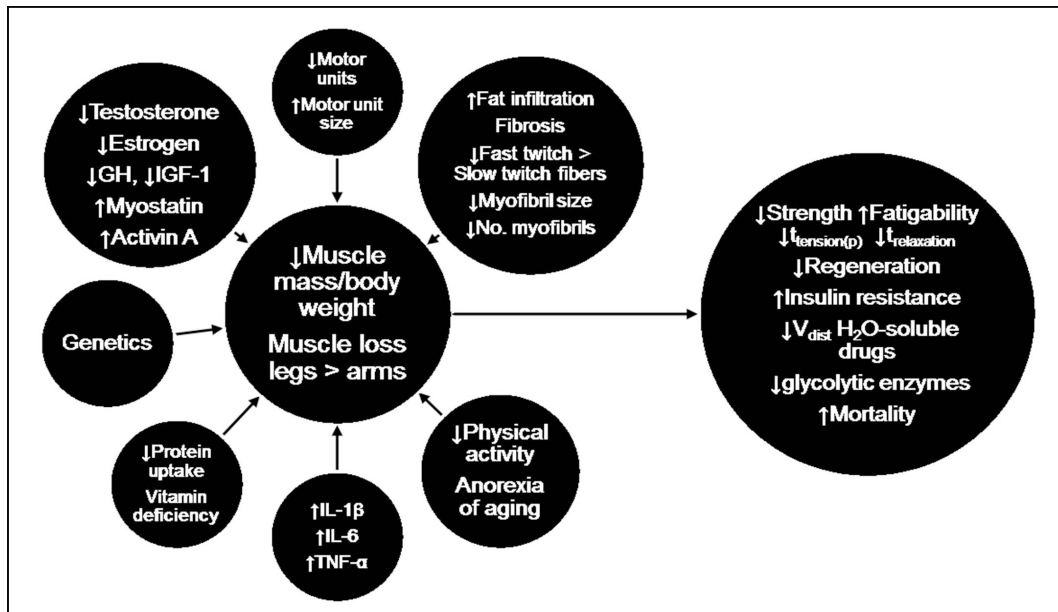 ↓Motor
units
↑Motor unit
size
↓Testosterone
↓Estrogen
↓GH, ↓IGF-1
↑Myostatin
↑Activin A
↑Fat infiltration
Fibrosis
↓Fast twitch >
Slow twitch fibers
↓Myofibril size
↓No. myofibrils
↓Muscle
mass/body
weight
Muscle loss
legs > arms
Genetics
↓Protein
uptake
Vitamin
deficiency
↑IL-1β
↑IL-6
↑TNF-α
↓Physical
activity
Anorexia
of aging
↓Strength ↑Fatigability
↓ttension(p) ↓trelaxation
↓Regeneration
↑Insulin resistance
↓Vdist H2O-soluble
drugs
↓glycolytic enzymes
↑Mortality